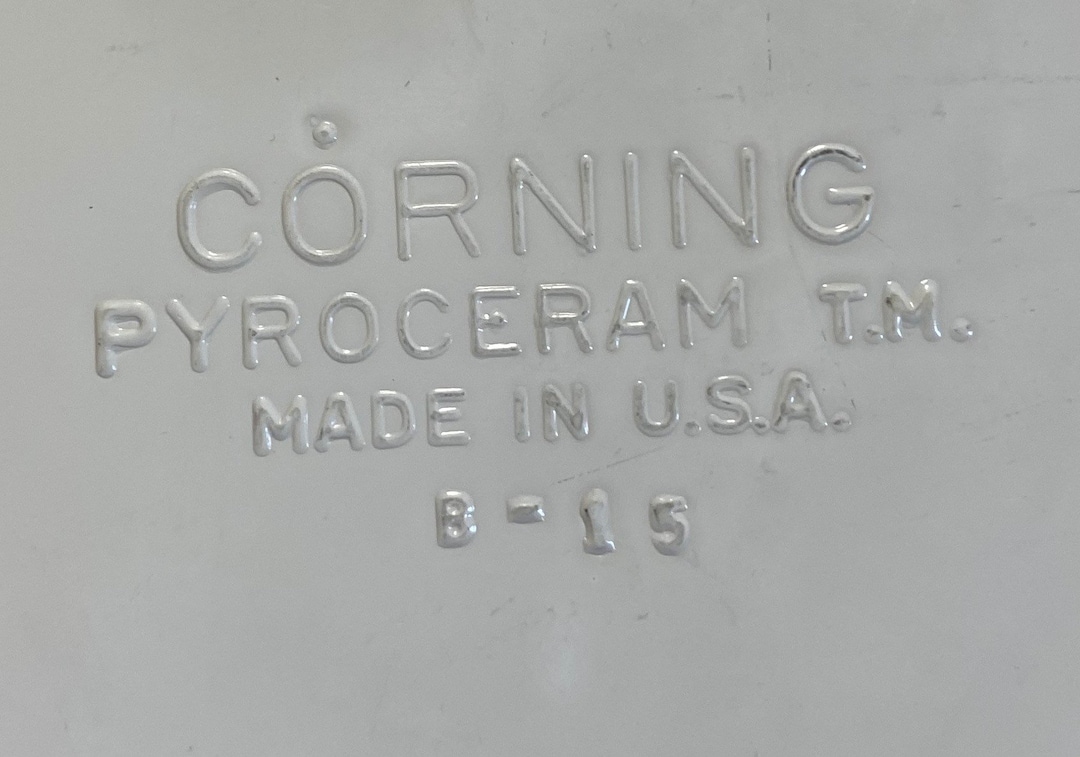 CORNING
PYROCERAM T.M.
MADE IN U.S.A.
B-15